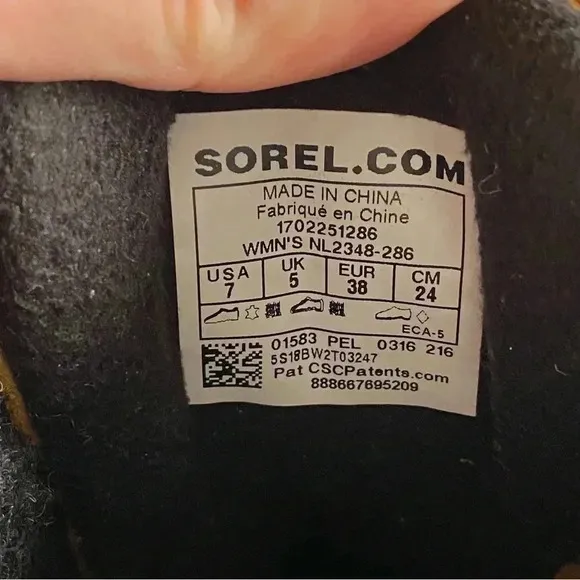 SOREL.COM
MADE IN CHINA
Fabriqué en Chine
1702251286
WMN'S NL2348-286
USA UK EUR CM
7 5 38 24
ECA-5
01583 PEL 0316 216
5S18BW2T03247
Pat CSCPatents.com
888667695209